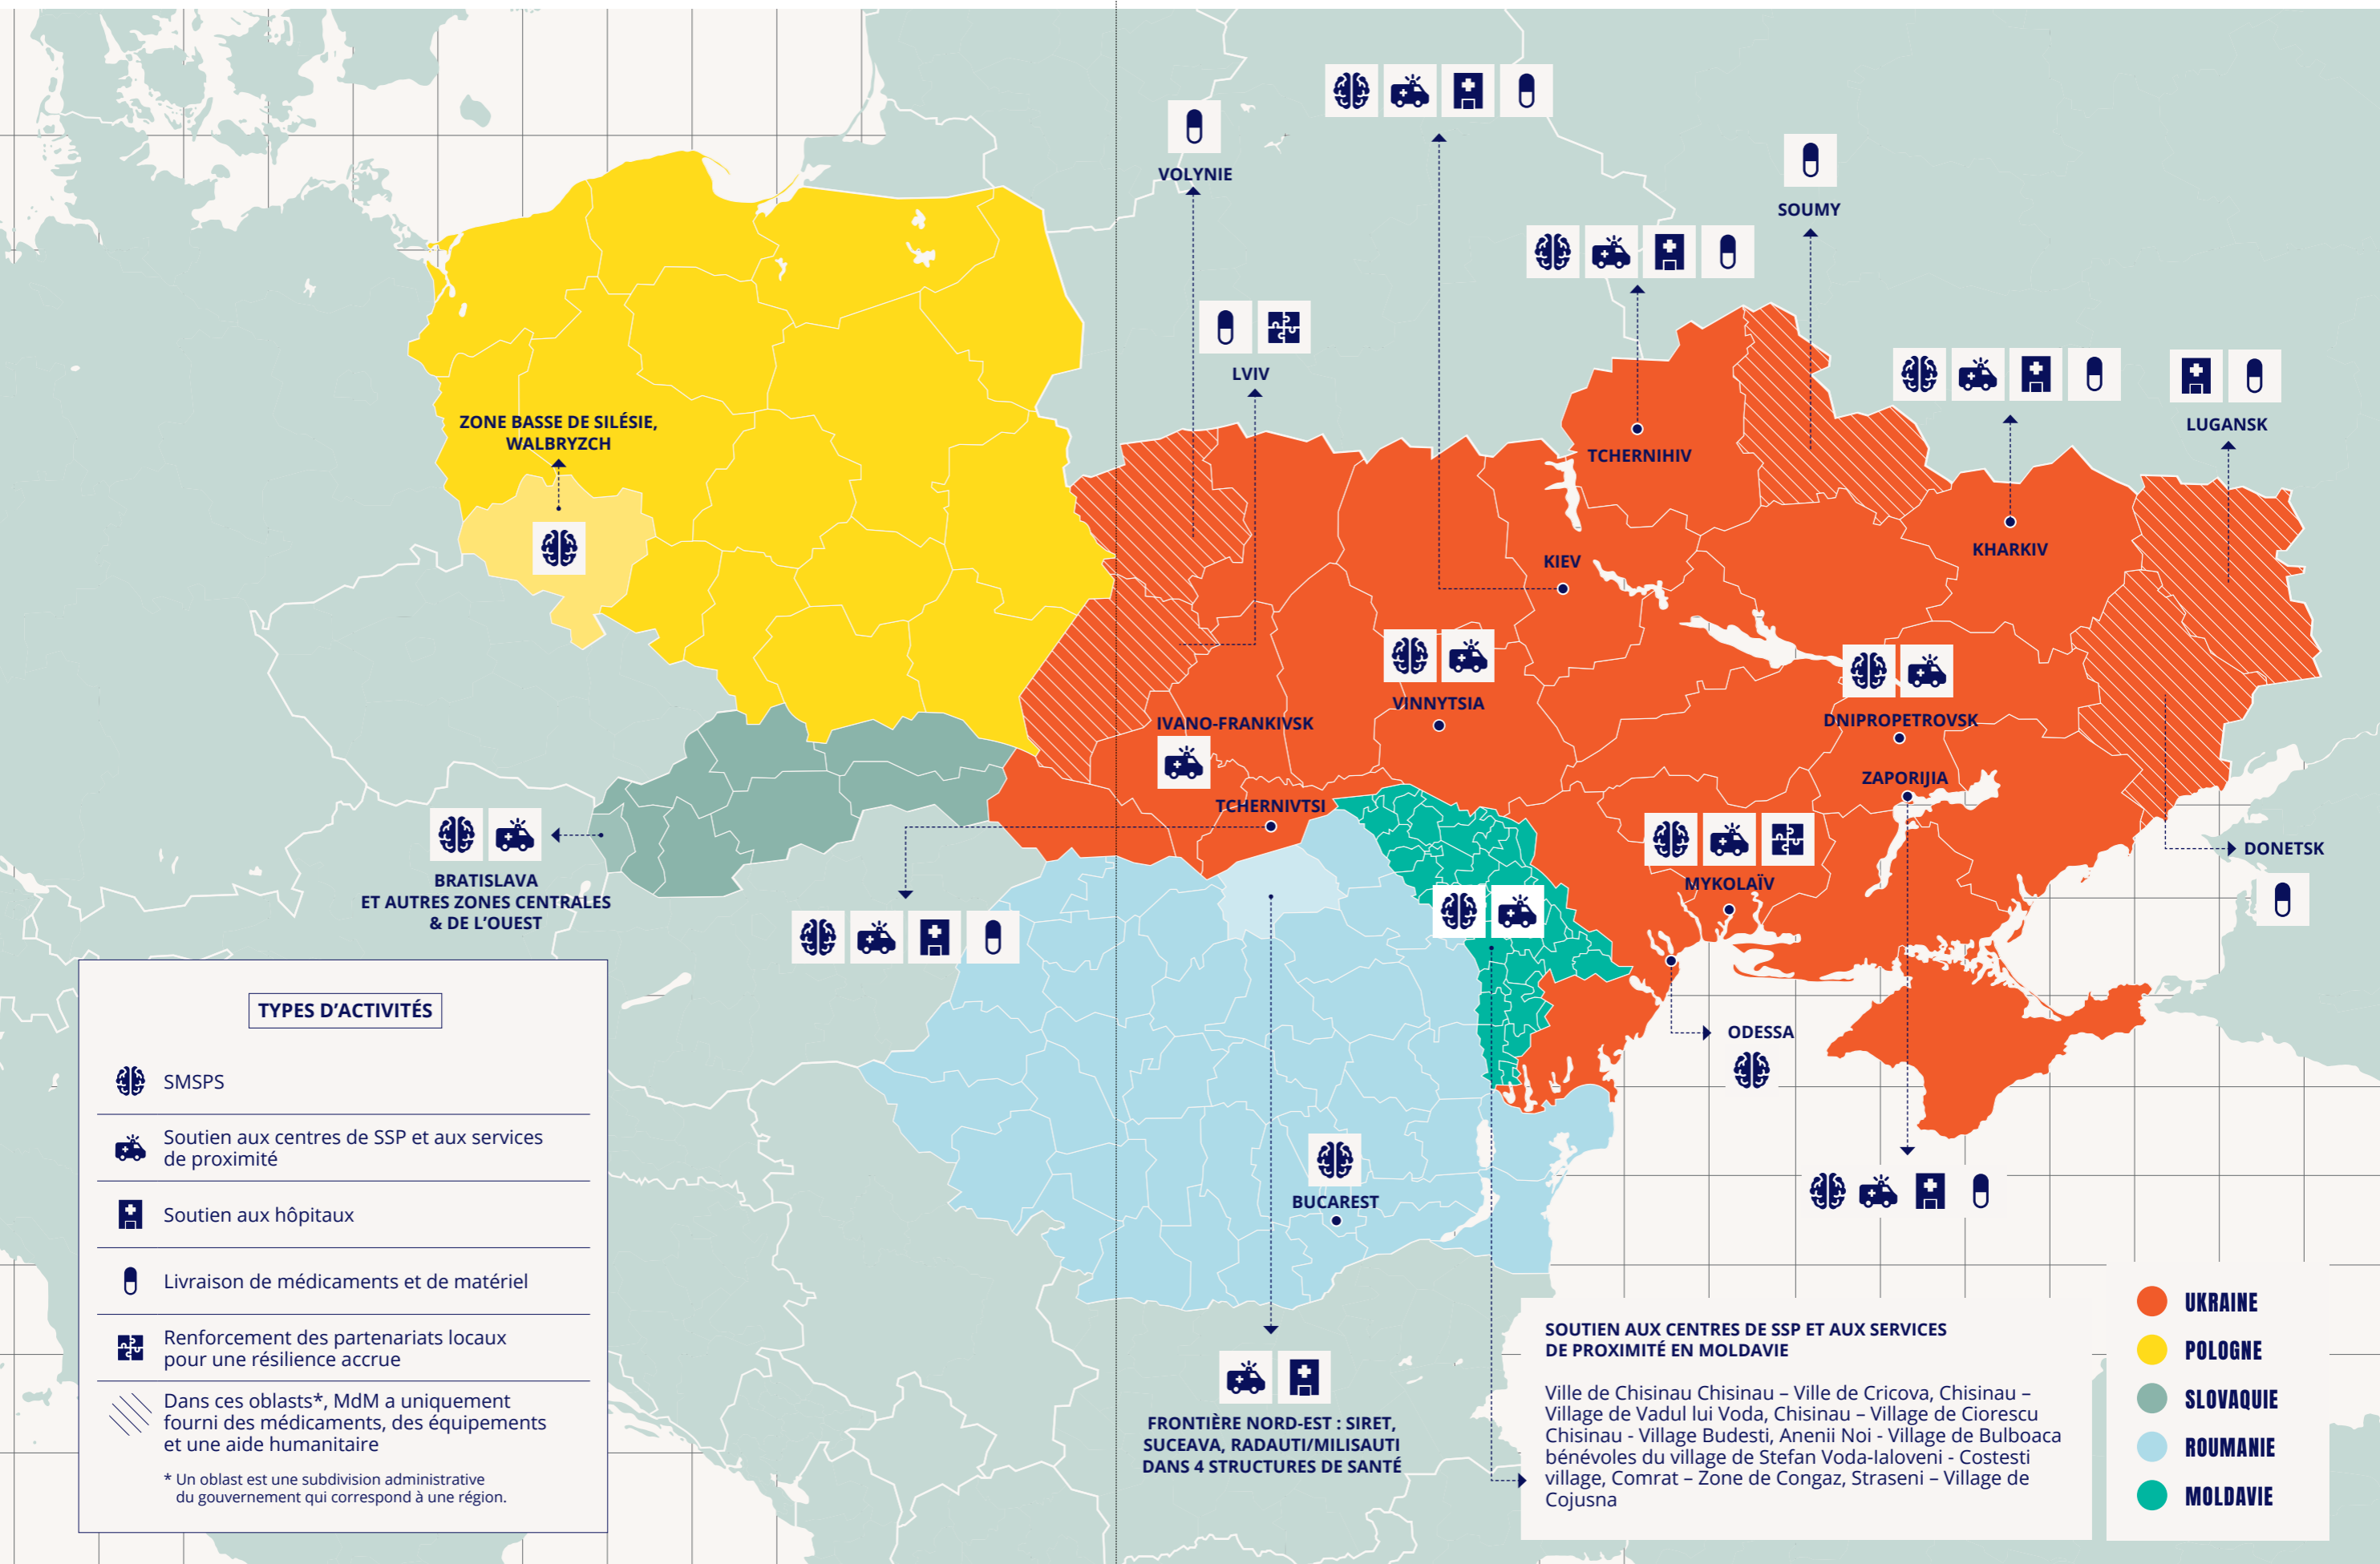 VOLYNIE
SOUMY
LVIV
LUGANSK
ZONE BASSE DE SILÉSIE,
WALBRYZCH
TCHERNIHIV
KHARKIV
KIEV
VINNYTSIA
IVANO-FRANKIVSK
DNIPROPETROVSK
ZAPORIJIA
TCHERNIVTSI
DONETSK
MYKOLAÏV
BRATISLAVA
ET AUTRES ZONES CENTRALES
& DE L'OUEST
ODESSA
BUCAREST
FRONTIÈRE NORD-EST : SIRET,
SUCEAVA, RADAUTI/MILISAUTI
DANS 4 STRUCTURES DE SANTÉ
TYPES D'ACTIVITÉS
SMSPS
Soutien aux centres de SSP et aux services
de proximité
Soutien aux hôpitaux
Livraison de médicaments et de matériel
Renforcement des partenariats locaux
pour une résilience accrue
Dans ces oblasts*, MdM a uniquement
fourni des médicaments, des équipements
et une aide humanitaire
* Un oblast est une subdivision administrative
du gouvernement qui correspond à une région.
SOUTIEN AUX CENTRES DE SSP ET AUX SERVICES
DE PROXIMITÉ EN MOLDAVIE
Ville de Chisinau Chisinau – Ville de Cricova, Chisinau –
Village de Vadul lui Voda, Chisinau – Village de Ciorescu
Chisinau - Village Budesti, Anenii Noi - Village de Bulboaca
bénévoles du village de Stefan Voda-Ialoveni - Costesti
village, Comrat – Zone de Congaz, Straseni – Village de
Cojusna
UKRAINE
POLOGNE
SLOVAQUIE
ROUMANIE
MOLDAVIE